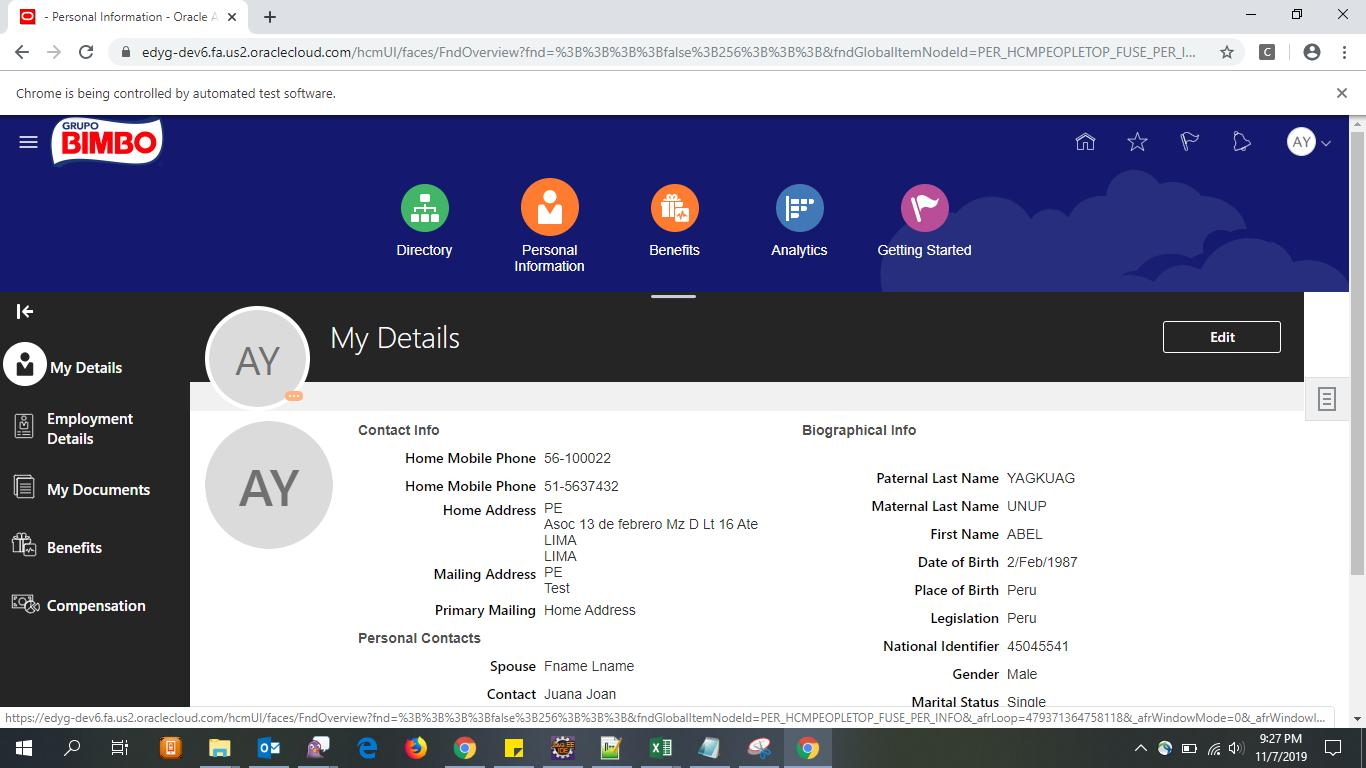 - Personal Information - Oracle A
edyg-dev6.fa.us2.oraclecloud.com/hcmUI/faces/FndOverview?fnd=%3B%3B%3B%3Bfalse%3B256%3B%3B%3B&fndGlobalItemNodeId=PER_HCMPEOPLETOP_FUSE_PER_I...
C
Chrome is being controlled by automated test software.
GRUPO
BIMBO
AY
Directory
Personal
Information
Benefits
Analytics
Getting Started
AY
My Details
Edit
My Details
Employment
Details
My Documents
Benefits
Compensation
AY
Contact Info
Home Mobile Phone 56-100022
Home Mobile Phone 51-5637432
Home Address PE
Asoc 13 de febrero Mz D Lt 16 Ate
LIMA
LIMA
Mailing Address PE
Test
Primary Mailing Home Address
Personal Contacts
Spouse Fname Lname
Contact Juana Joan
Biographical Info
Paternal Last Name YAGKUAG
Maternal Last Name UNUP
First Name ABEL
Date of Birth 2/Feb/1987
Place of Birth Peru
Legislation Peru
National Identifier 45045541
Gender Male
Marital Status Single
https://edyg-dev6.fa.us2.oraclecloud.com/hcmUI/faces/FndOverview?fnd=%3B%3B%3B%3Bfalse%3B256%3B%3B%3B&fndGlobalItemNodeId=PER_HCMPEOPLETOP_FUSE_PER_INFO&_afrLoop=479371364758118&_afrWindowMode=0&_afrWindowI...
9:27 PM
11/7/2019